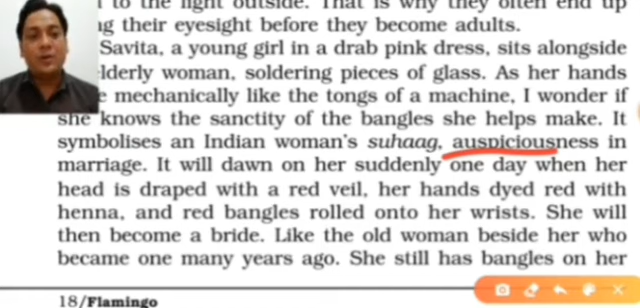 to the light outside. That is why they often end up
their eyesight before they become adults.
Savita, a young girl in a drab pink dress, sits alongside
woman, soldering pieces of glass. As her hands
mechanically like the tongs of a machine, I wonder if
she knows the sanctity of the bangles she helps make. It
symbolises an Indian woman's suhaag, auspiciousness in
marriage. It will dawn on her suddenly one day when her
head is draped with a red veil, her hands dyed red with
henna, and red bangles rolled onto her wrists. She will
then become a bride. Like the old woman beside her who
became one many years ago. She still has bangles on her
18/Flamingo